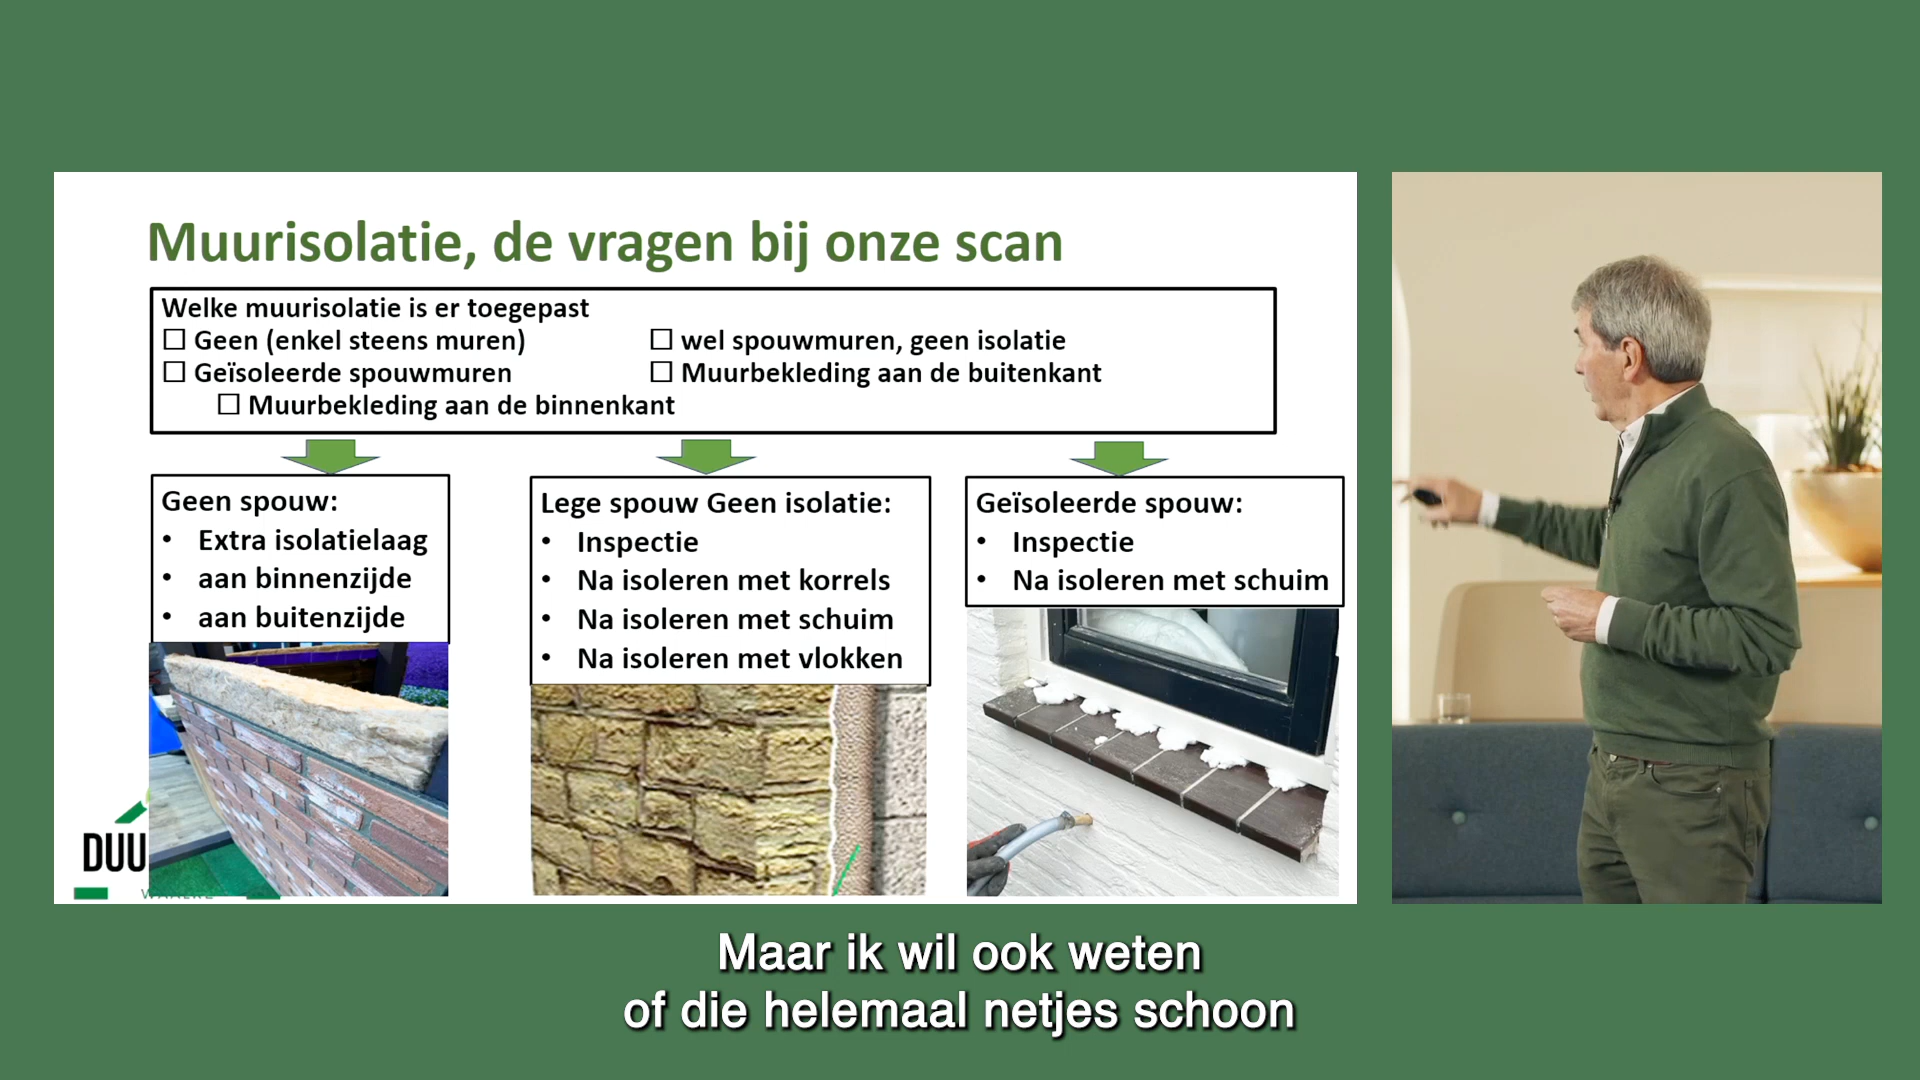 Muurisolatie, de vragen bij onze scan
Welke muurisolatie is er toegepast
☐ Geen (enkel steens muren)
☐ wel spouwmuren, geen isolatie
☐ Geïsoleerde spouwmuren
☐ Muurbekleding aan de buitenkant
☐ Muurbekleding aan de binnenkant
Geen spouw:
• Extra isolatielaag
• aan binnenzijde
• aan buitenzijde
Lege spouw Geen isolatie:
• Inspectie
• Na isoleren met korrels
• Na isoleren met schuim
• Na isoleren met vlokken
Geïsoleerde spouw:
• Inspectie
• Na isoleren met schuim
DUU
Maar ik wil ook weten
of die helemaal netjes schoon